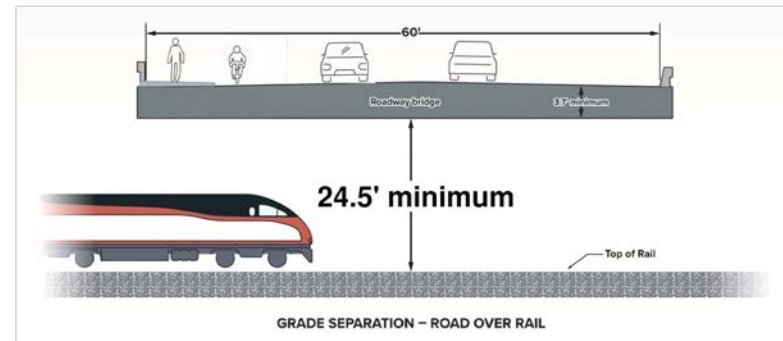 60'
Roadway bridge
3.7' minimum
24.5' minimum
Top of Rail
GRADE SEPARATION – ROAD OVER RAIL